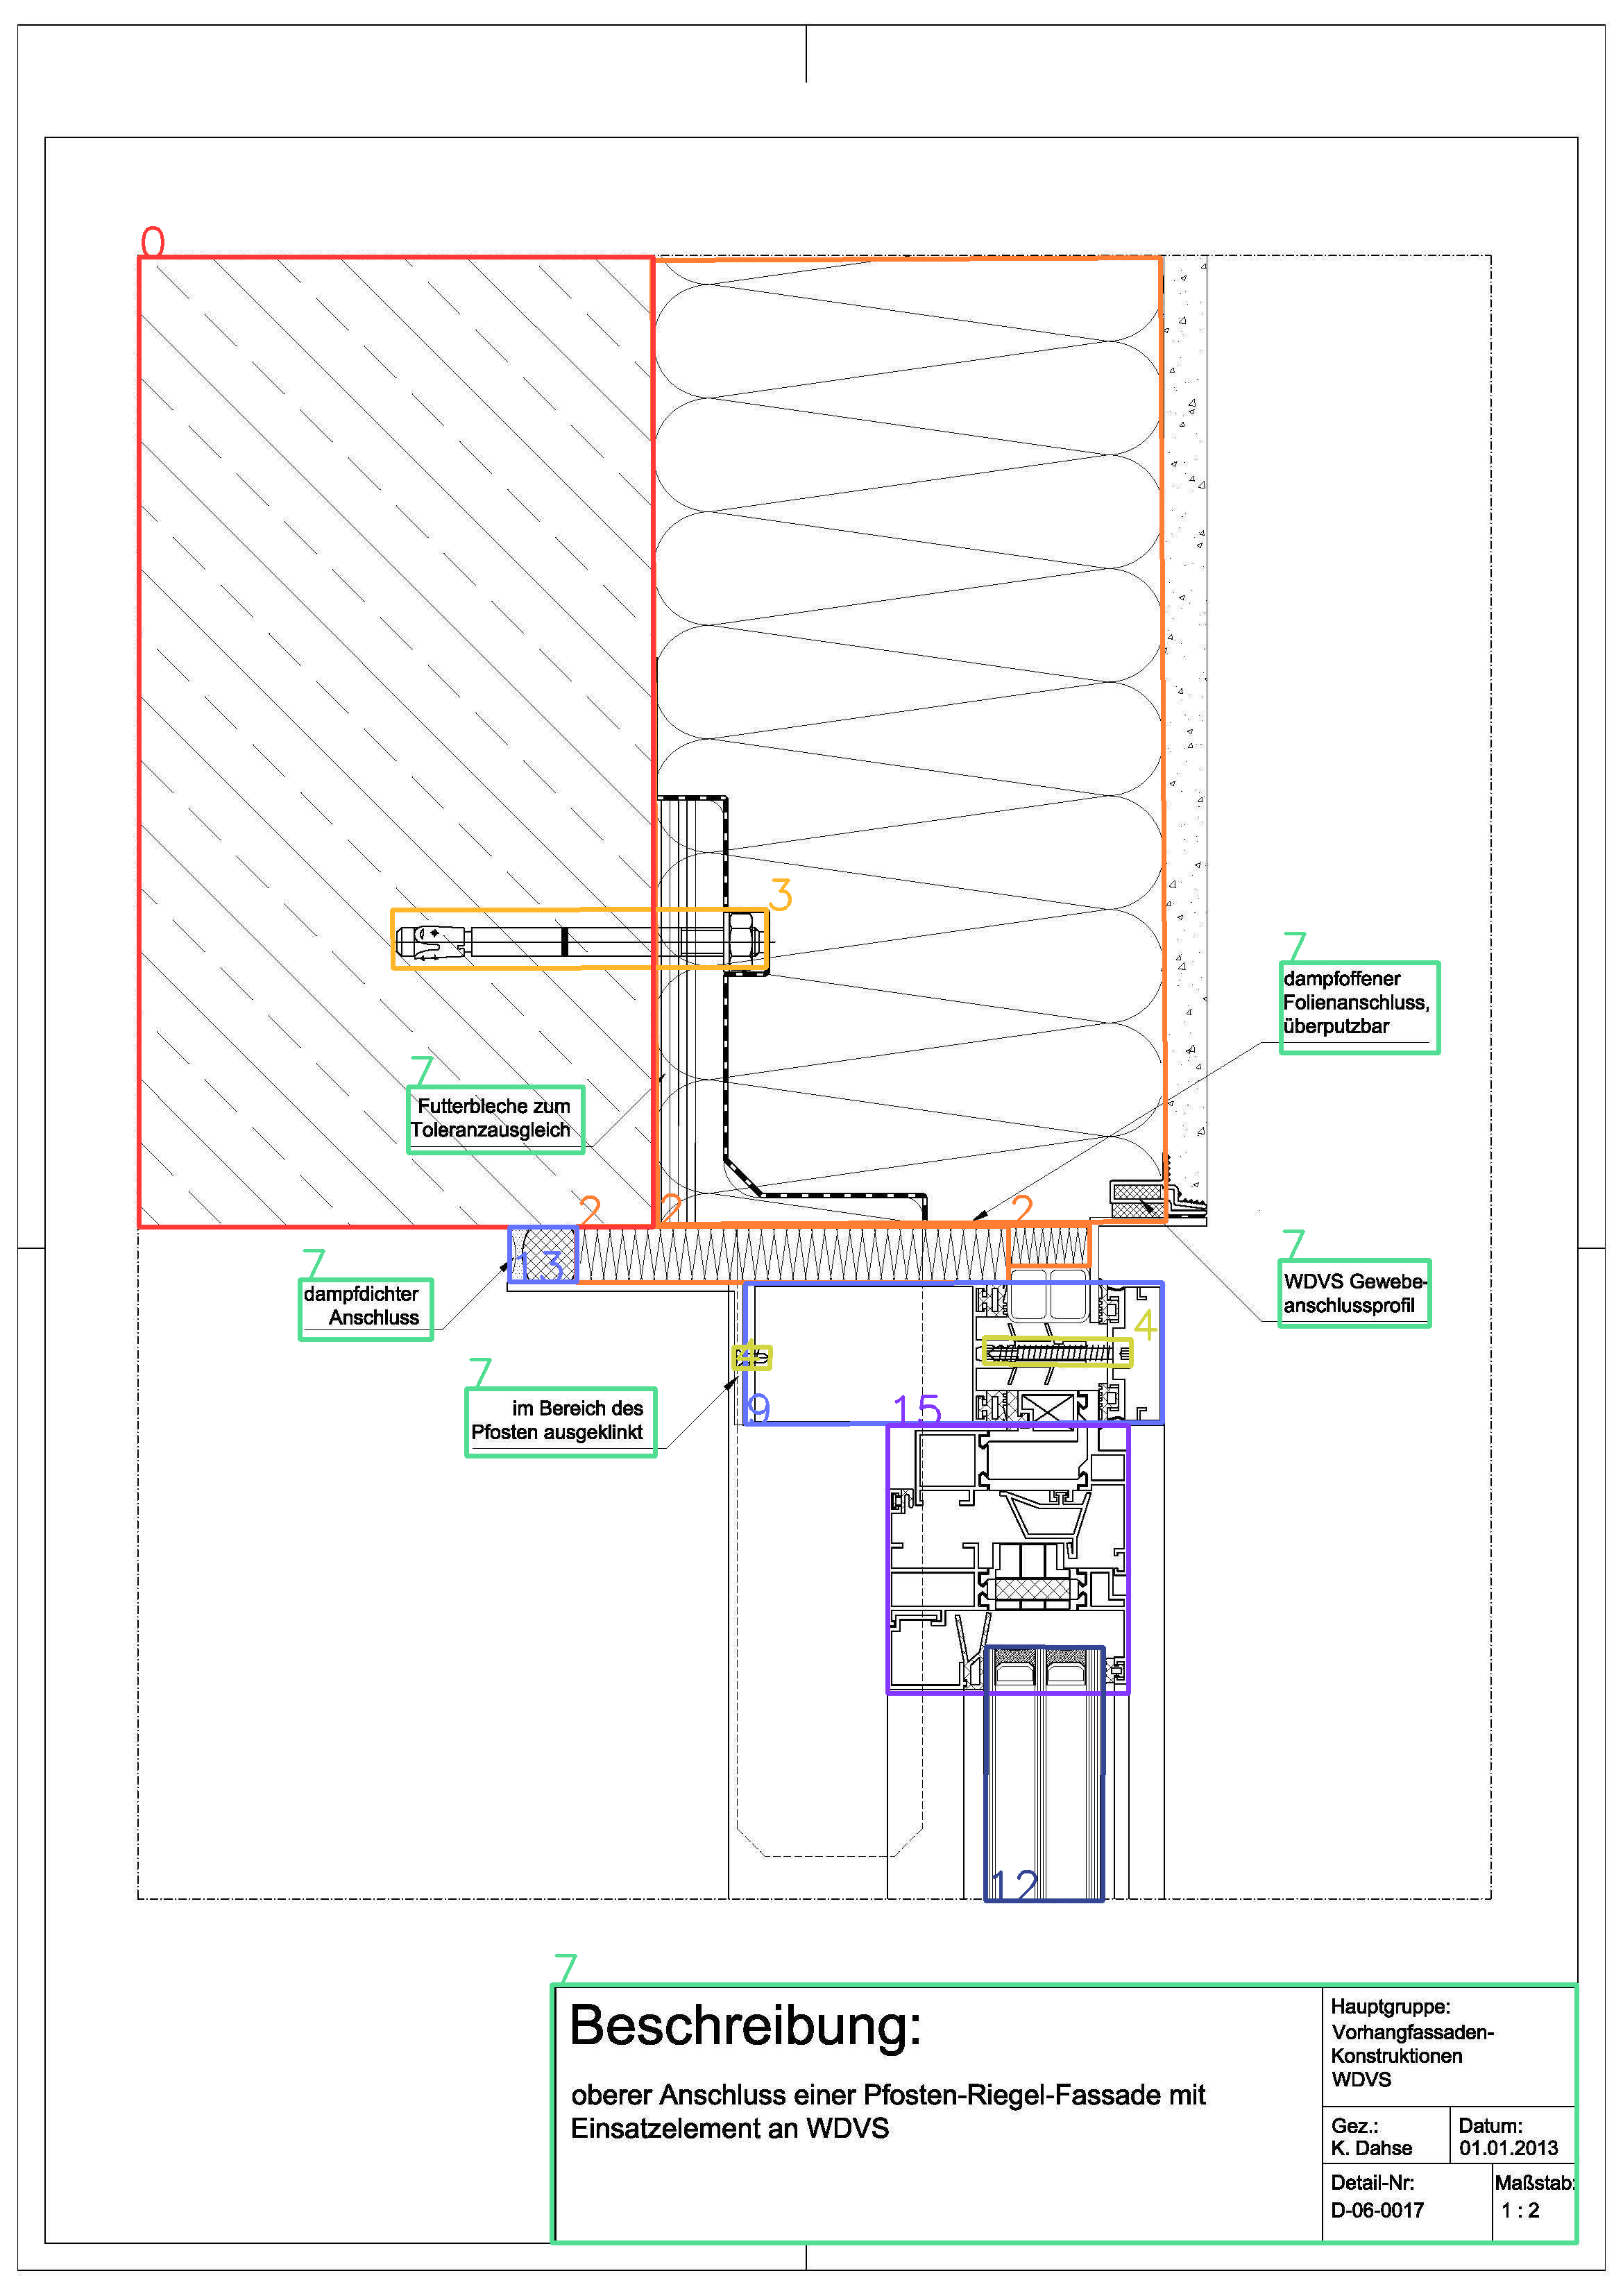 0
3
7
dampfoffener
Folienanschluss,
überputzbar
7
Futterbleche zum
Toleranzausgleich
2
2
2
13
7
dampfdichter
Anschluss
7
WDVS Gewebe-
anschlussprofil
4
4
7
im Bereich des
Pfosten ausgeklinkt
9
15
12
7
Beschreibung:
oberer Anschluss einer Pfosten-Riegel-Fassade mit
Einsatzelement an WDVS
Hauptgruppe:
Vorhangfassaden-
Konstruktionen
WDVS
Gez.:
K. Dahse
Datum:
01.01.2013
Detail-Nr:
D-06-0017
Maßstab:
1 : 2